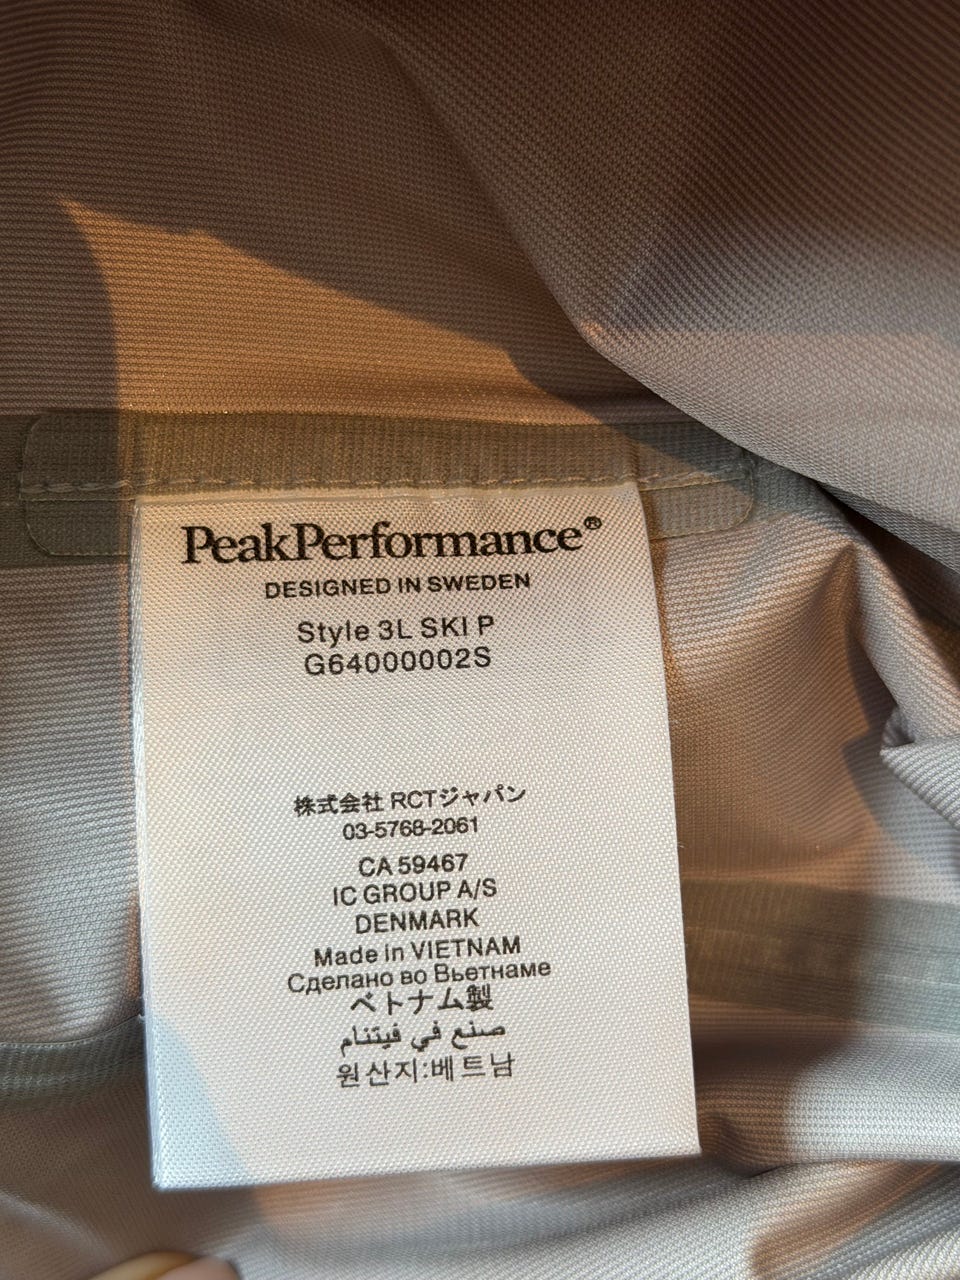 PeakPerformance®
DESIGNED IN SWEDEN
Style 3L SKI P
G64000002S
株式会社 RCTジャパン
03-5768-2061
CA 59467
IC GROUP A/S
DENMARK
Made in VIETNAM
Сделано во Вьетнаме
ベトナム製
صنع في فيتنام
원산지:베트남